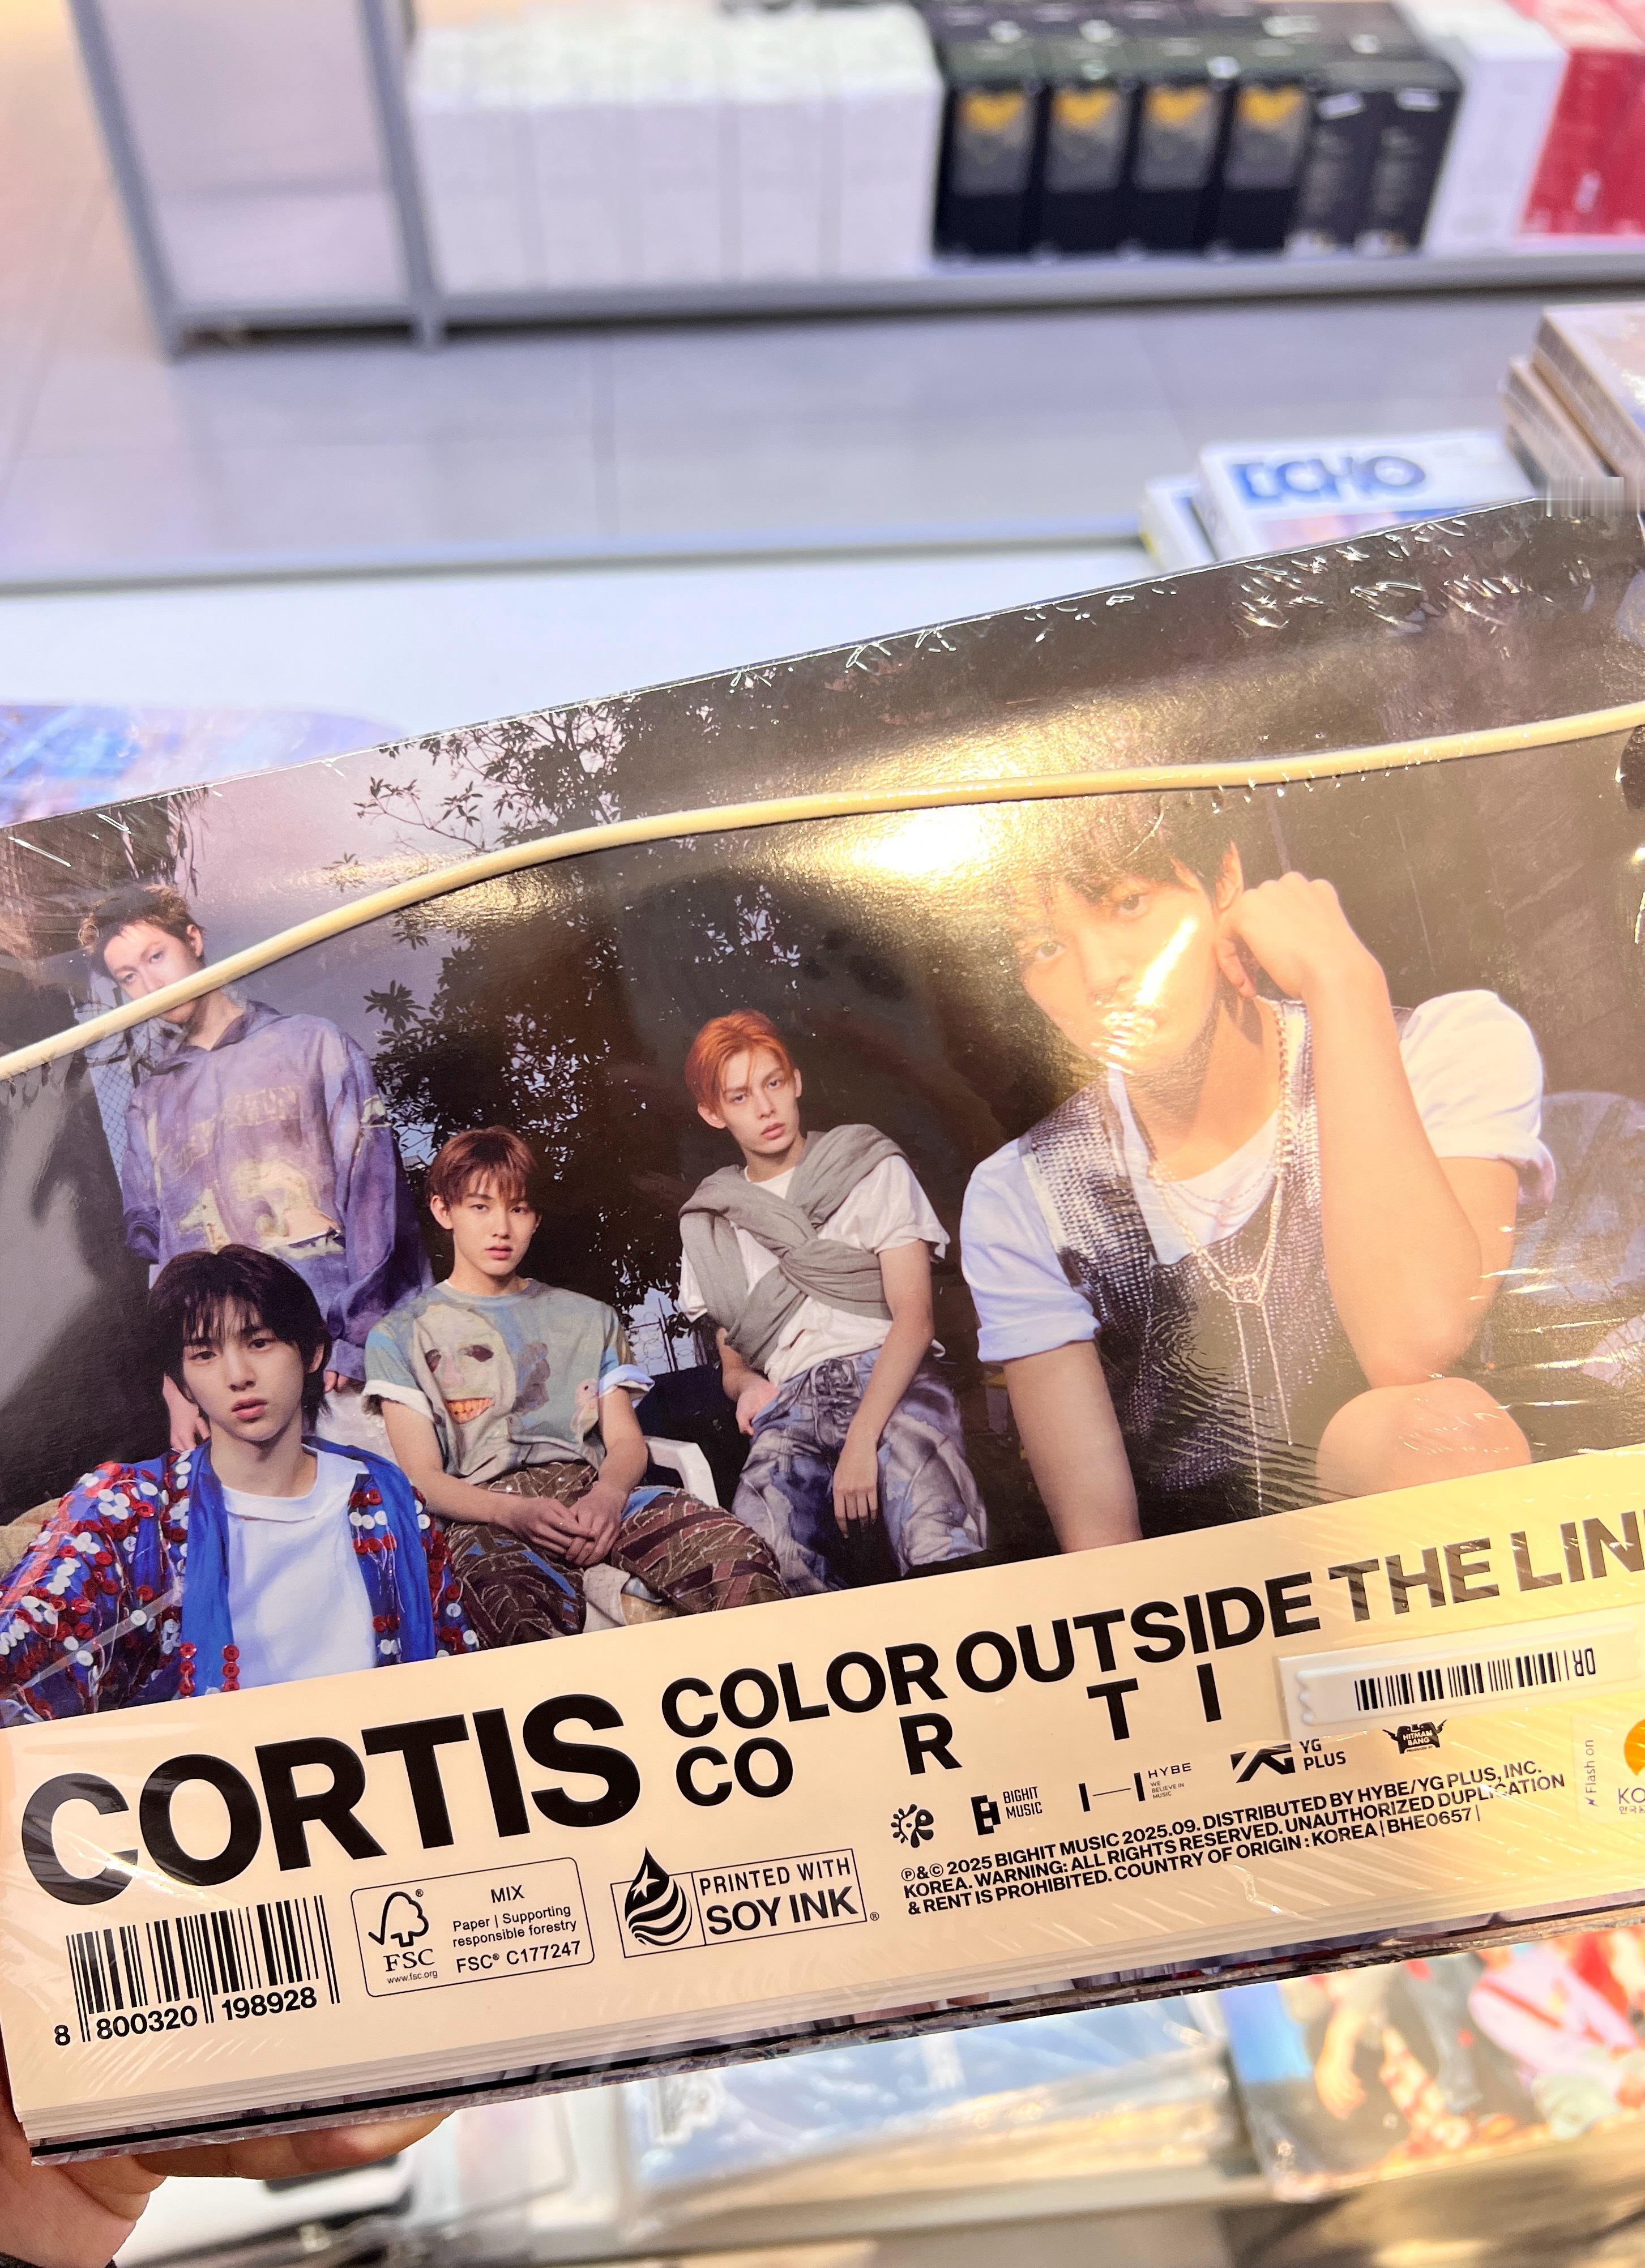 ECHO
CORTIS
COLOR OUTSIDE THE LIN
CO R T I
BIGHIT
MUSIC
HYBE
WE
BELIEVE IN
MUSIC
YG
PLUS
HITMAN
BANG
Flash on
KO
℗&© 2025 BIGHIT MUSIC 2025.09. DISTRIBUTED BY HYBE/YG PLUS, INC.
KOREA. WARNING: ALL RIGHTS RESERVED. UNAUTHORIZED DUPLICATION
& RENT IS PROHIBITED. COUNTRY OF ORIGIN : KOREA | BHE0657 |
8 800320 198928
FSC
www.fsc.org
MIX
Paper | Supporting
responsible forestry
FSC® C177247
PRINTED WITH
SOY INK®